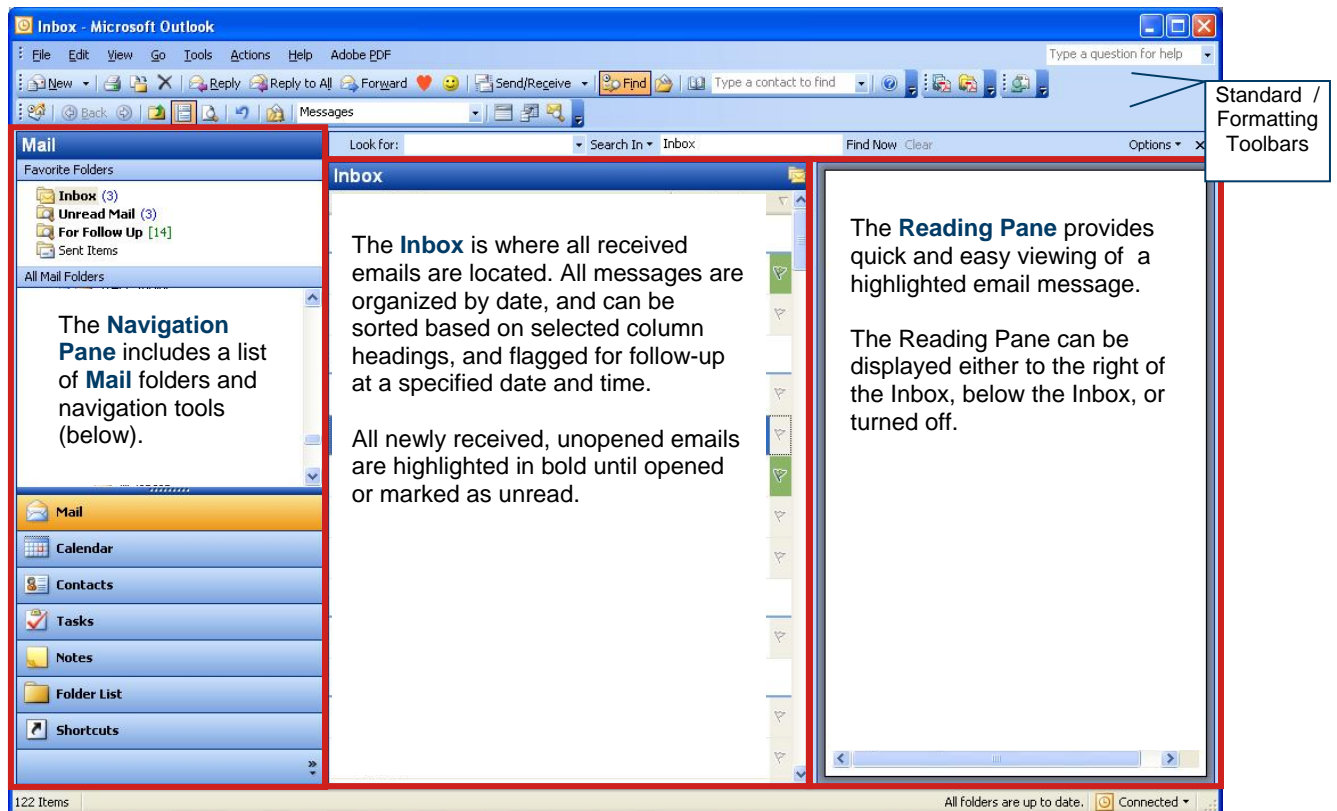 Inbox - Microsoft Outlook
File Edit View Go Tools Actions Help Adobe PDF Type a question for help
New Reply Reply to All Forward Send/Receive Find Type a contact to find
Back Messages
Standard /
Formatting
Toolbars
Mail
Look for: Search In Inbox Find Now Clear Options
Favorite Folders
Inbox (3)
Unread Mail (3)
For Follow Up [14]
Sent Items
All Mail Folders
The Navigation
Pane includes a list
of Mail folders and
navigation tools
(below).
Mail
Calendar
Contacts
Tasks
Notes
Folder List
Shortcuts
Inbox
The Inbox is where all received
emails are located. All messages are
organized by date, and can be
sorted based on selected column
headings, and flagged for follow-up
at a specified date and time.
All newly received, unopened emails
are highlighted in bold until opened
or marked as unread.
The Reading Pane provides
quick and easy viewing of a
highlighted email message.
The Reading Pane can be
displayed either to the right of
the Inbox, below the Inbox, or
turned off.
122 Items All folders are up to date. Connected